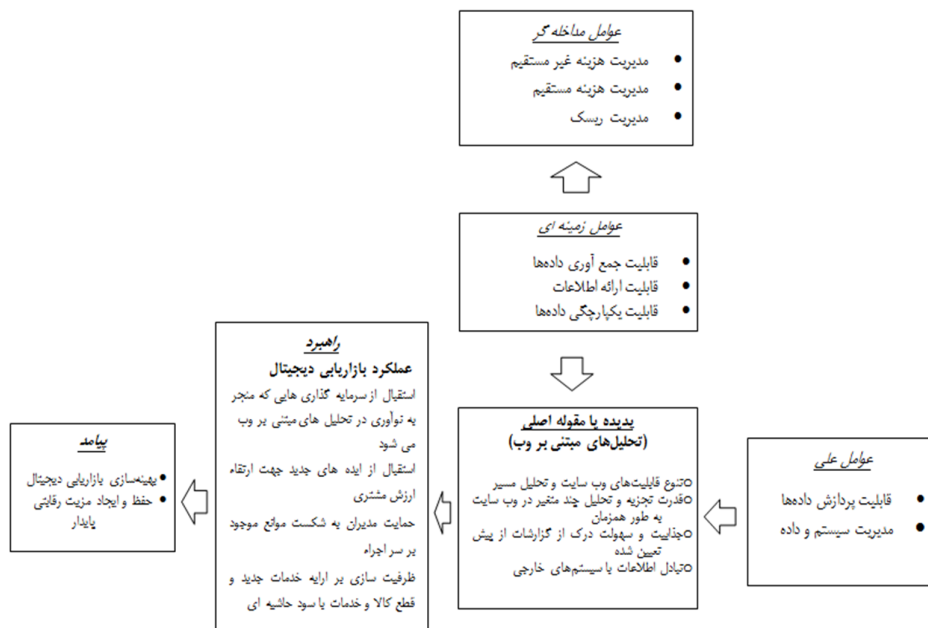 عوامل مداخله گر
مدیریت هزینه غیر مستقیم
مدیریت هزینه مستقیم
مدیریت ریسک
عوامل زمینه ای
قابلیت جمع آوری داده‌ها
قابلیت ارائه اطلاعات
قابلیت یکپارچگی داده‌ها
عوامل علی
قابلیت پردازش داده‌ها
مدیریت سیستم و داده
پدیده یا مقوله اصلی
(تحلیل‌های مبتنی بر وب)
تنوع قابلیت‌های وب سایت و تحلیل مسیر
قدرت تجزیه و تحلیل چند متغیر در وب سایت
به طور همزمان
جذابیت و سهولت درک از گزارشات از پیش
تعیین شده
تبادل اطلاعات با سیستم‌های خارجی
راهبرد
عملکرد بازاریابی دیجیتال
استقبال از سرمایه گذاری هایی که منجر
به نوآوری در تحلیل های مبتنی بر وب
می شود
استقبال از ایده های جدید جهت ارتقاء
ارزش مشتری
حمایت مدیران به شکست موانع موجود
بر سر اجراء
ظرفیت سازی بر ارایه خدمات جدید و
قطع کالا و خدمات با سود حاشیه ای
پیامد
بهینه‌سازی بازاریابی دیجیتال
حفظ و ایجاد مزیت رقابتی
پایدار